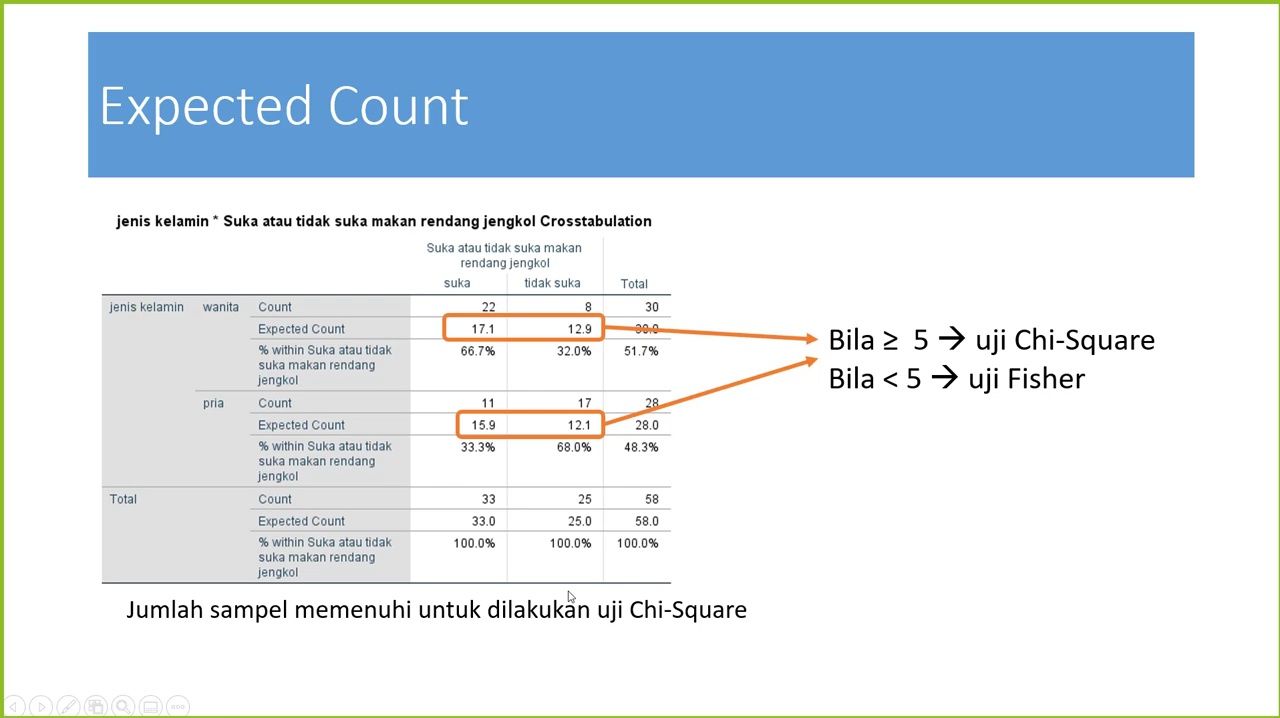 Expected Count
jenis kelamin * Suka atau tidak suka makan rendang jengkol Crosstabulation
Suka atau tidak suka makan
rendang jengkol
suka tidak suka Total
jenis kelamin wanita Count 22 8 30
Expected Count 17.1 12.9 30.0
% within Suka atau tidak 66.7% 32.0% 51.7%
suka makan rendang
jengkol
pria Count 11 17 28
Expected Count 15.9 12.1 28.0
% within Suka atau tidak 33.3% 68.0% 48.3%
suka makan rendang
jengkol
Total Count 33 25 58
Expected Count 33.0 25.0 58.0
% within Suka atau tidak 100.0% 100.0% 100.0%
suka makan rendang
jengkol
Bila ≥ 5 → uji Chi-Square
Bila < 5 → uji Fisher
Jumlah sampel memenuhi untuk dilakukan uji Chi-Square